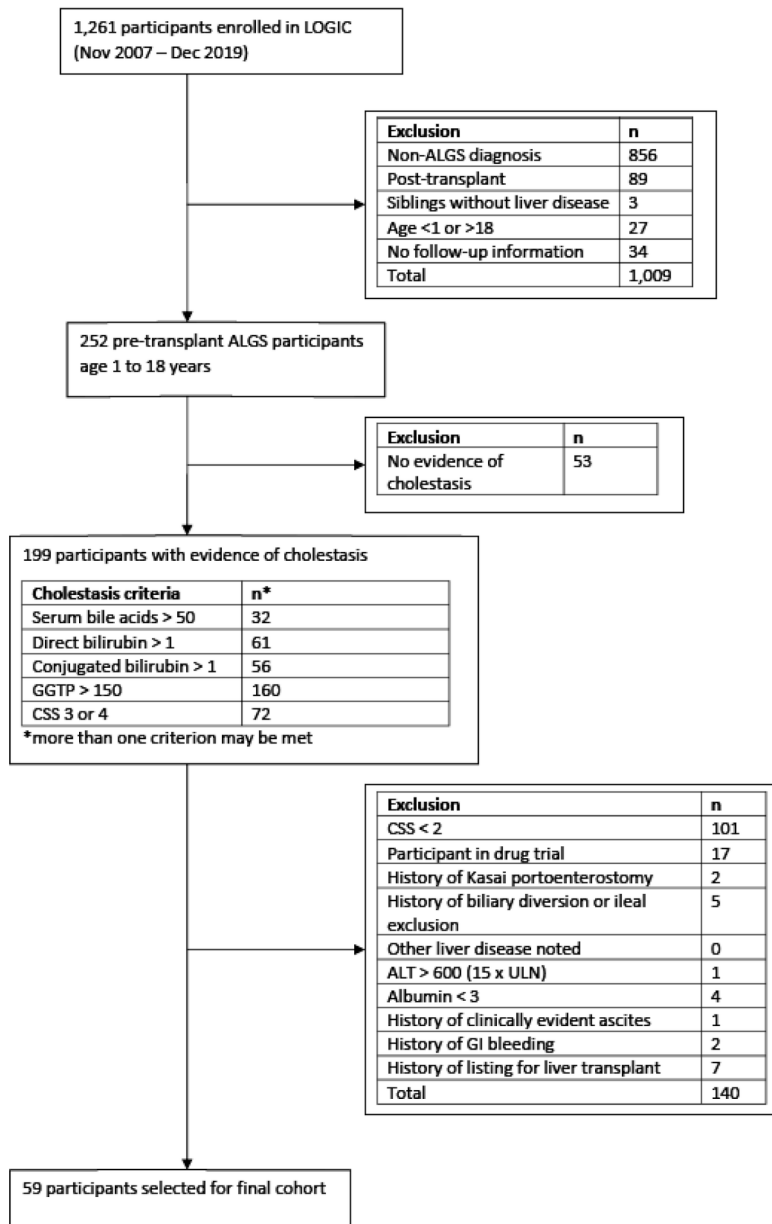 1,261 participants enrolled in LOGIC
(Nov 2007 – Dec 2019)
Exclusion n
Non-ALGS diagnosis 856
Post-transplant 89
Siblings without liver disease 3
Age <1 or >18 27
No follow-up information 34
Total 1,009
252 pre-transplant ALGS participants
age 1 to 18 years
Exclusion n
No evidence of 53
cholestasis
199 participants with evidence of cholestasis
Cholestasis criteria n*
Serum bile acids > 50 32
Direct bilirubin > 1 61
Conjugated bilirubin > 1 56
GGTP > 150 160
CSS 3 or 4 72
*more than one criterion may be met
Exclusion n
CSS < 2 101
Participant in drug trial 17
History of Kasai portoenterostomy 2
History of biliary diversion or ileal 5
exclusion
Other liver disease noted 0
ALT > 600 (15 x ULN) 1
Albumin < 3 4
History of clinically evident ascites 1
History of GI bleeding 2
History of listing for liver transplant 7
Total 140
59 participants selected for final cohort